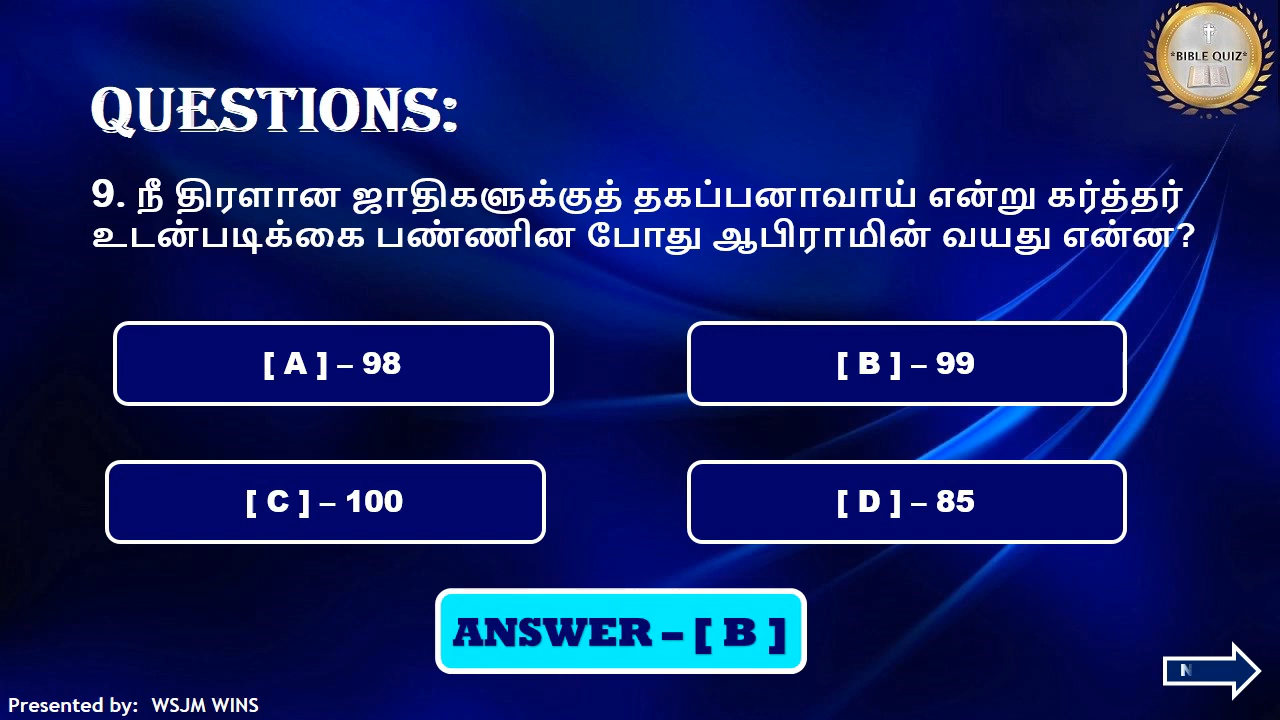 *BIBLE QUIZ*
QUESTIONS:
9. நீ திரளான ஜாதிகளுக்குத் தகப்பனாவாய் என்று கர்த்தர்
உடன்படிக்கை பண்ணின போது ஆபிராமின் வயது என்ன?
[ A ] – 98
[ B ] – 99
[ C ] – 100
[ D ] – 85
ANSWER – [ B ]
N
Presented by: WSJM WINS